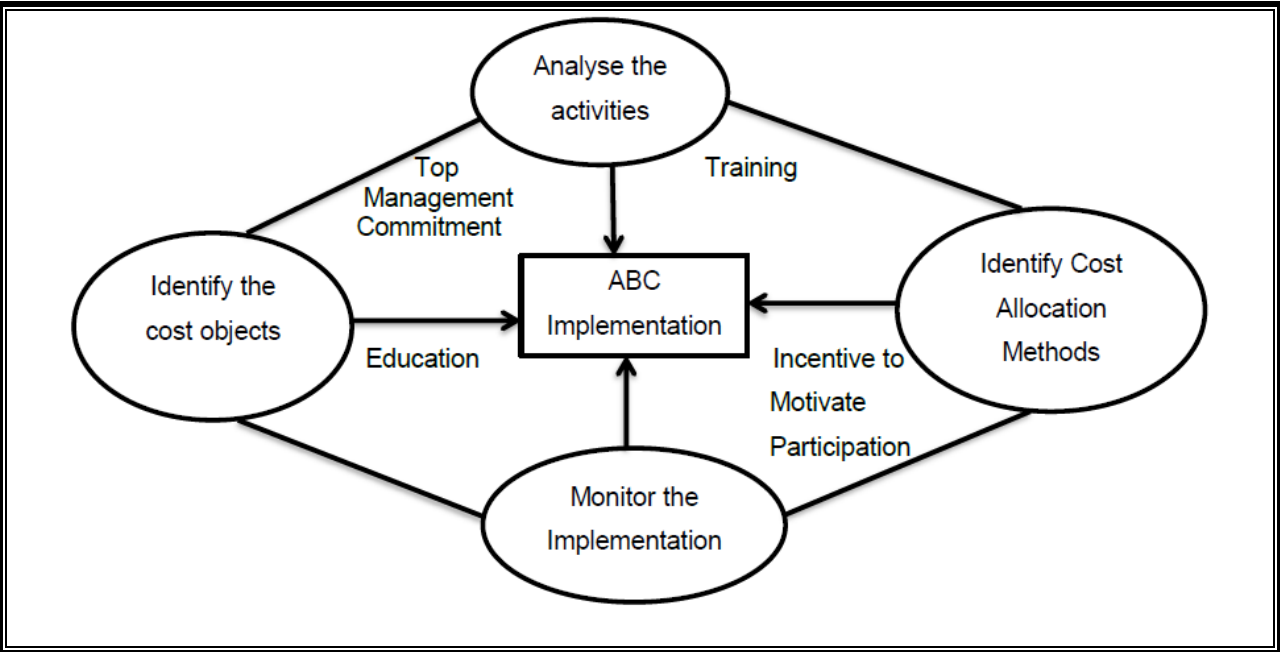 Analyse the
activities
Top
Management
Commitment
Training
Identify the
cost objects
ABC
Implementation
Identify Cost
Allocation
Methods
Education
Incentive to
Motivate
Participation
Monitor the
Implementation